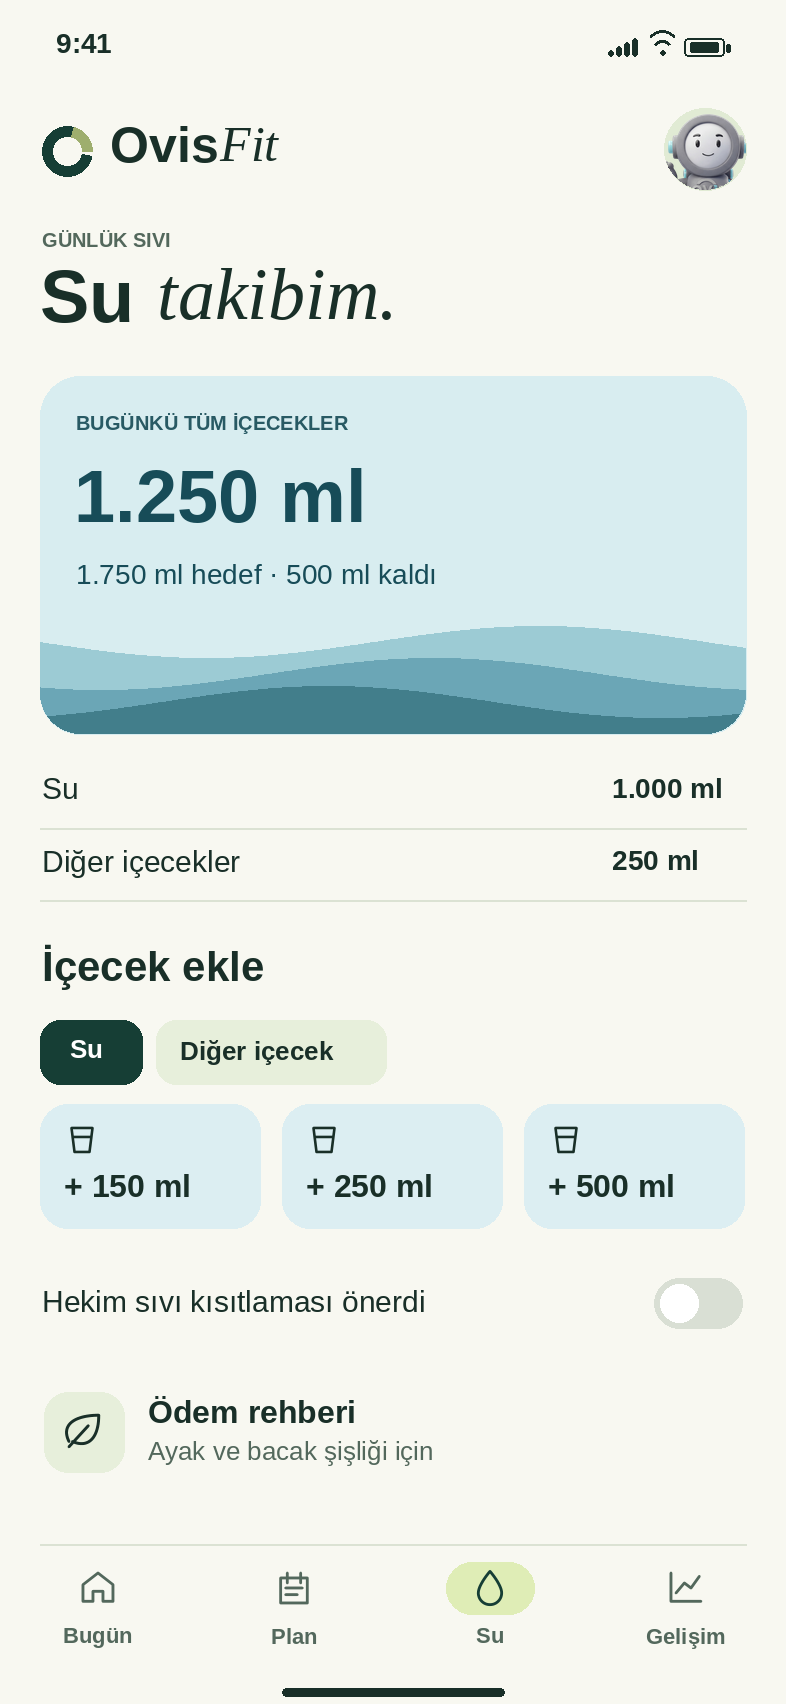 9:41
OvisFit
GÜNLÜK SIVI
Su takibim.
BUGÜNKÜ TÜM İÇECEKLER
1.250 ml
1.750 ml hedef · 500 ml kaldı
Su 1.000 ml
Diğer içecekler 250 ml
İçecek ekle
Su Diğer içecek
+ 150 ml + 250 ml + 500 ml
Hekim sıvı kısıtlaması önerdi
Ödem rehberi
Ayak ve bacak şişliği için
Bugün Plan Su Gelişim